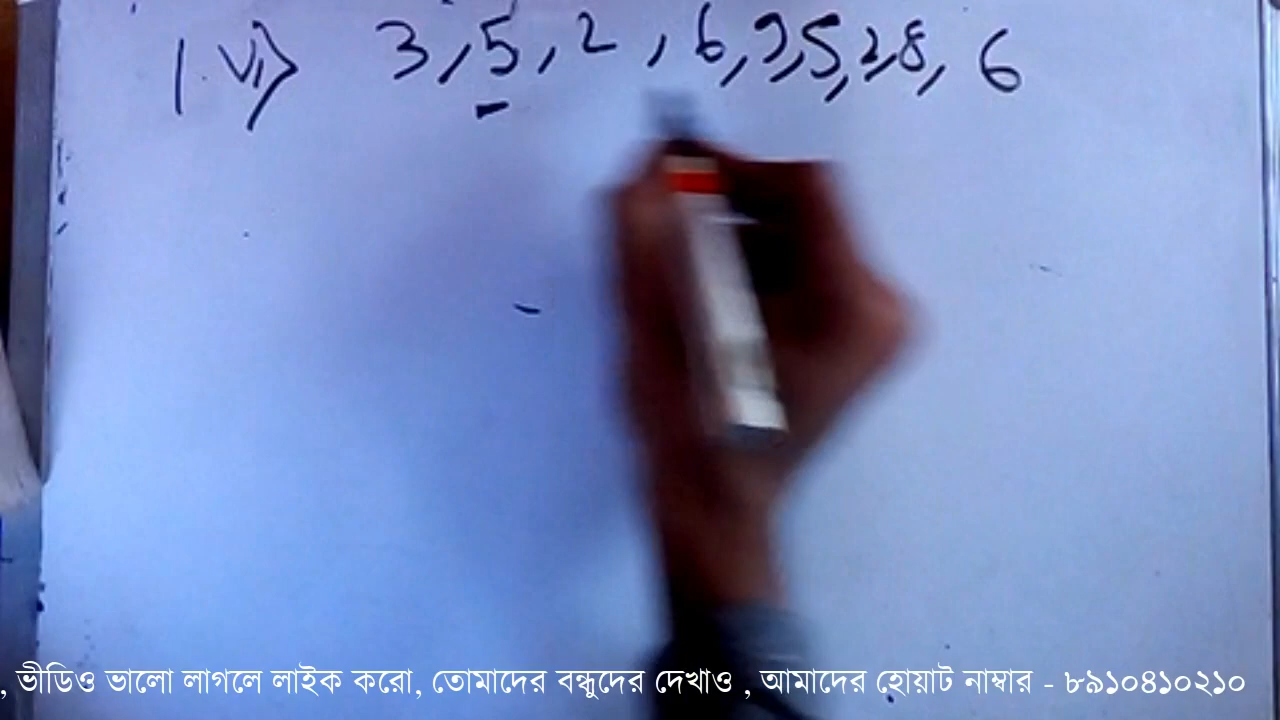 1. vi) 3, 5, 2, 6, 9, 5, 2, 8, 6
, ভীডিও ভালো লাগলে লাইক করো, তোমাদের বন্ধুদের দেখাও , আমাদের হোয়াট নাম্বার - ৮৯১০৪১০২১০